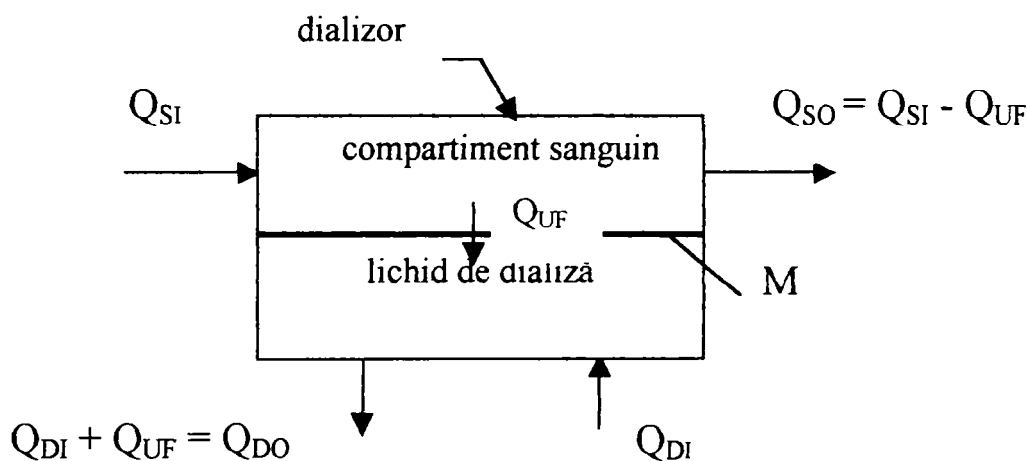 dializor
Q_SI
Q_SO = Q_SI - Q_UF
compartiment sanguin
Q_UF
lichid de dializă
M
Q_DI + Q_UF = Q_DO
Q_DI